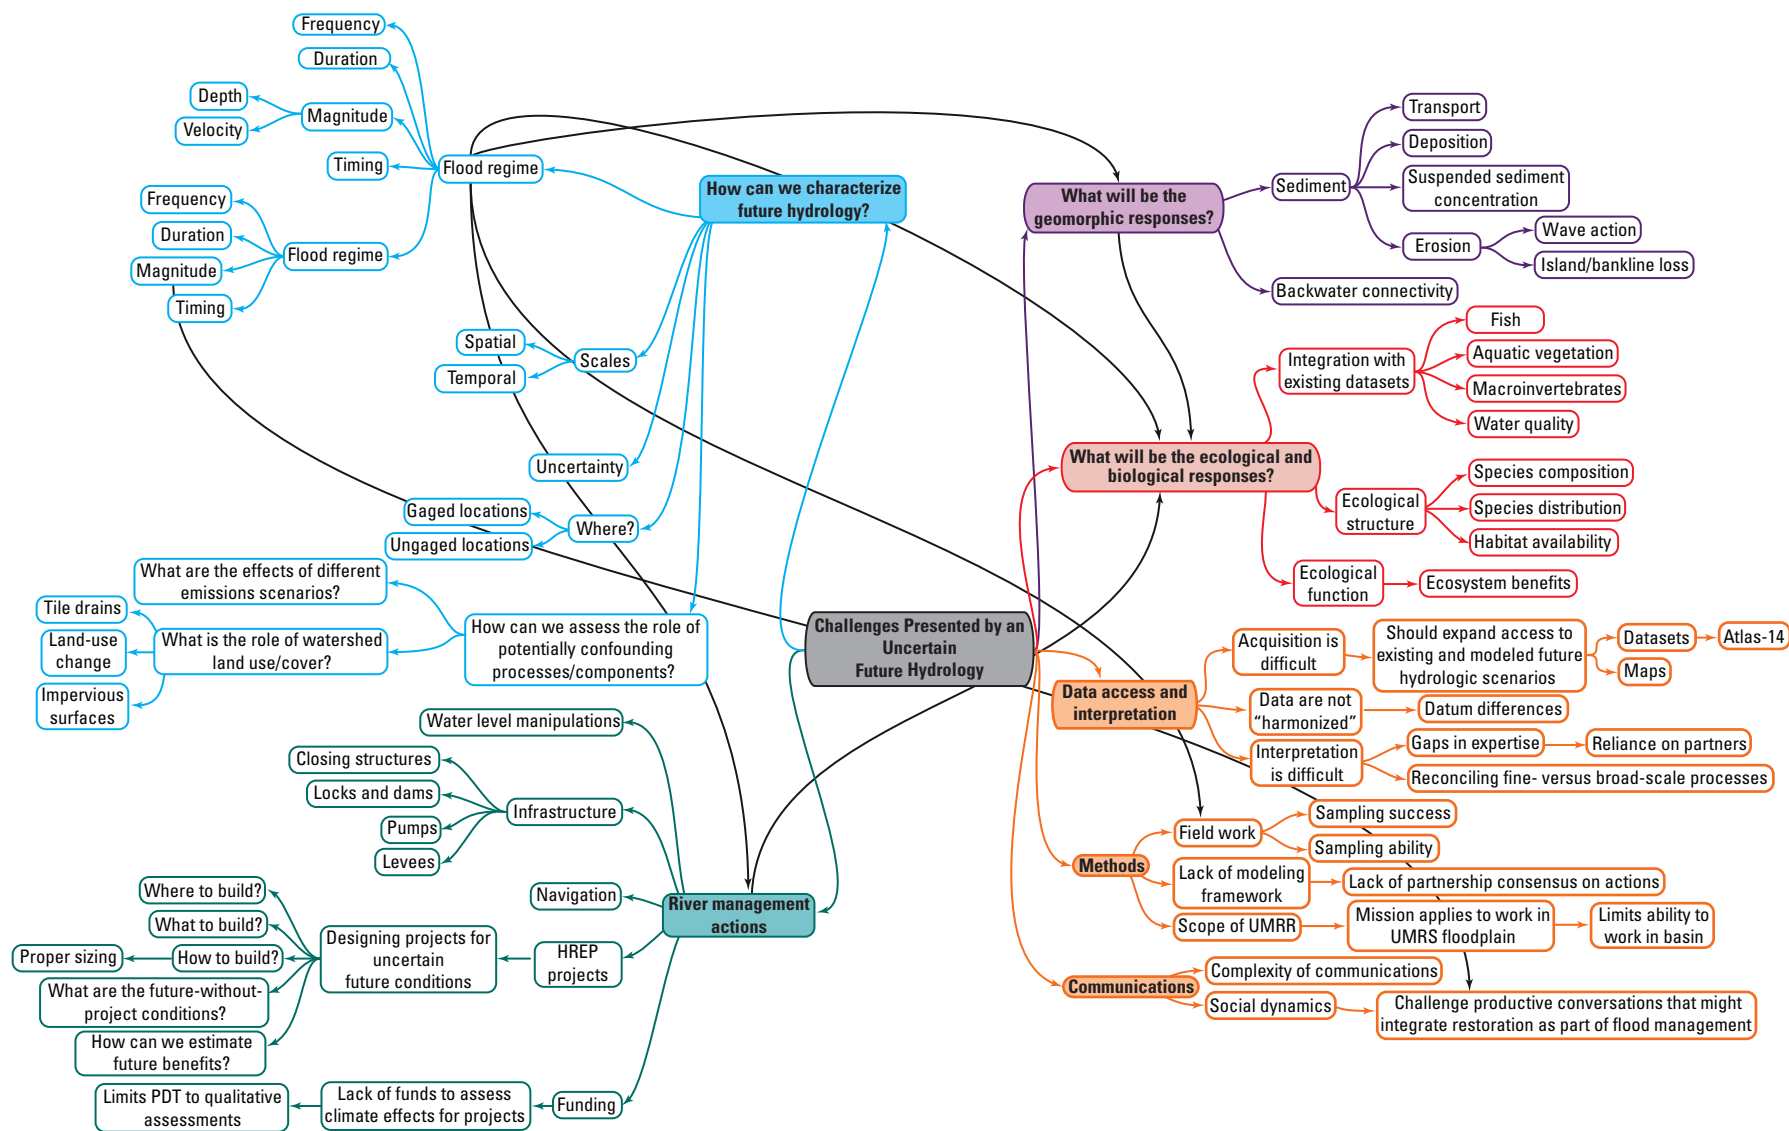 Frequency
Duration
Depth
Velocity
Magnitude
Timing
Flood regime
Frequency
Duration
Magnitude
Timing
Flood regime
How can we characterize
future hydrology?
Spatial
Temporal
Scales
Uncertainty
Gaged locations
Ungaged locations
Where?
What are the effects of different
emissions scenarios?
Tile drains
Land-use
change
Impervious
surfaces
What is the role of watershed
land use/cover?
How can we assess the role of
potentially confounding
processes/components?
Challenges Presented by an
Uncertain
Future Hydrology
What will be the
geomorphic responses?
Sediment
Transport
Deposition
Suspended sediment
concentration
Erosion
Wave action
Island/bankline loss
Backwater connectivity
What will be the ecological and
biological responses?
Integration with
existing datasets
Fish
Aquatic vegetation
Macroinvertebrates
Water quality
Ecological
structure
Species composition
Species distribution
Habitat availability
Ecological
function
Ecosystem benefits
Data access and
interpretation
Acquisition is
difficult
Should expand access to
existing and modeled future
hydrologic scenarios
Datasets
Atlas-14
Maps
Data are not
“harmonized”
Datum differences
Interpretation
is difficult
Gaps in expertise
Reliance on partners
Reconciling fine- versus broad-scale processes
Methods
Field work
Sampling success
Sampling ability
Lack of modeling
framework
Lack of partnership consensus on actions
Scope of UMRR
Mission applies to work in
UMRS floodplain
Limits ability to
work in basin
Communications
Complexity of communications
Social dynamics
Challenge productive conversations that might
integrate restoration as part of flood management
River management
actions
Water level manipulations
Closing structures
Locks and dams
Pumps
Levees
Infrastructure
Navigation
Where to build?
What to build?
Proper sizing
How to build?
What are the future-without-
project conditions?
How can we estimate
future benefits?
Designing projects for
uncertain
future conditions
HREP
projects
Limits PDT to qualitative
assessments
Lack of funds to assess
climate effects for projects
Funding